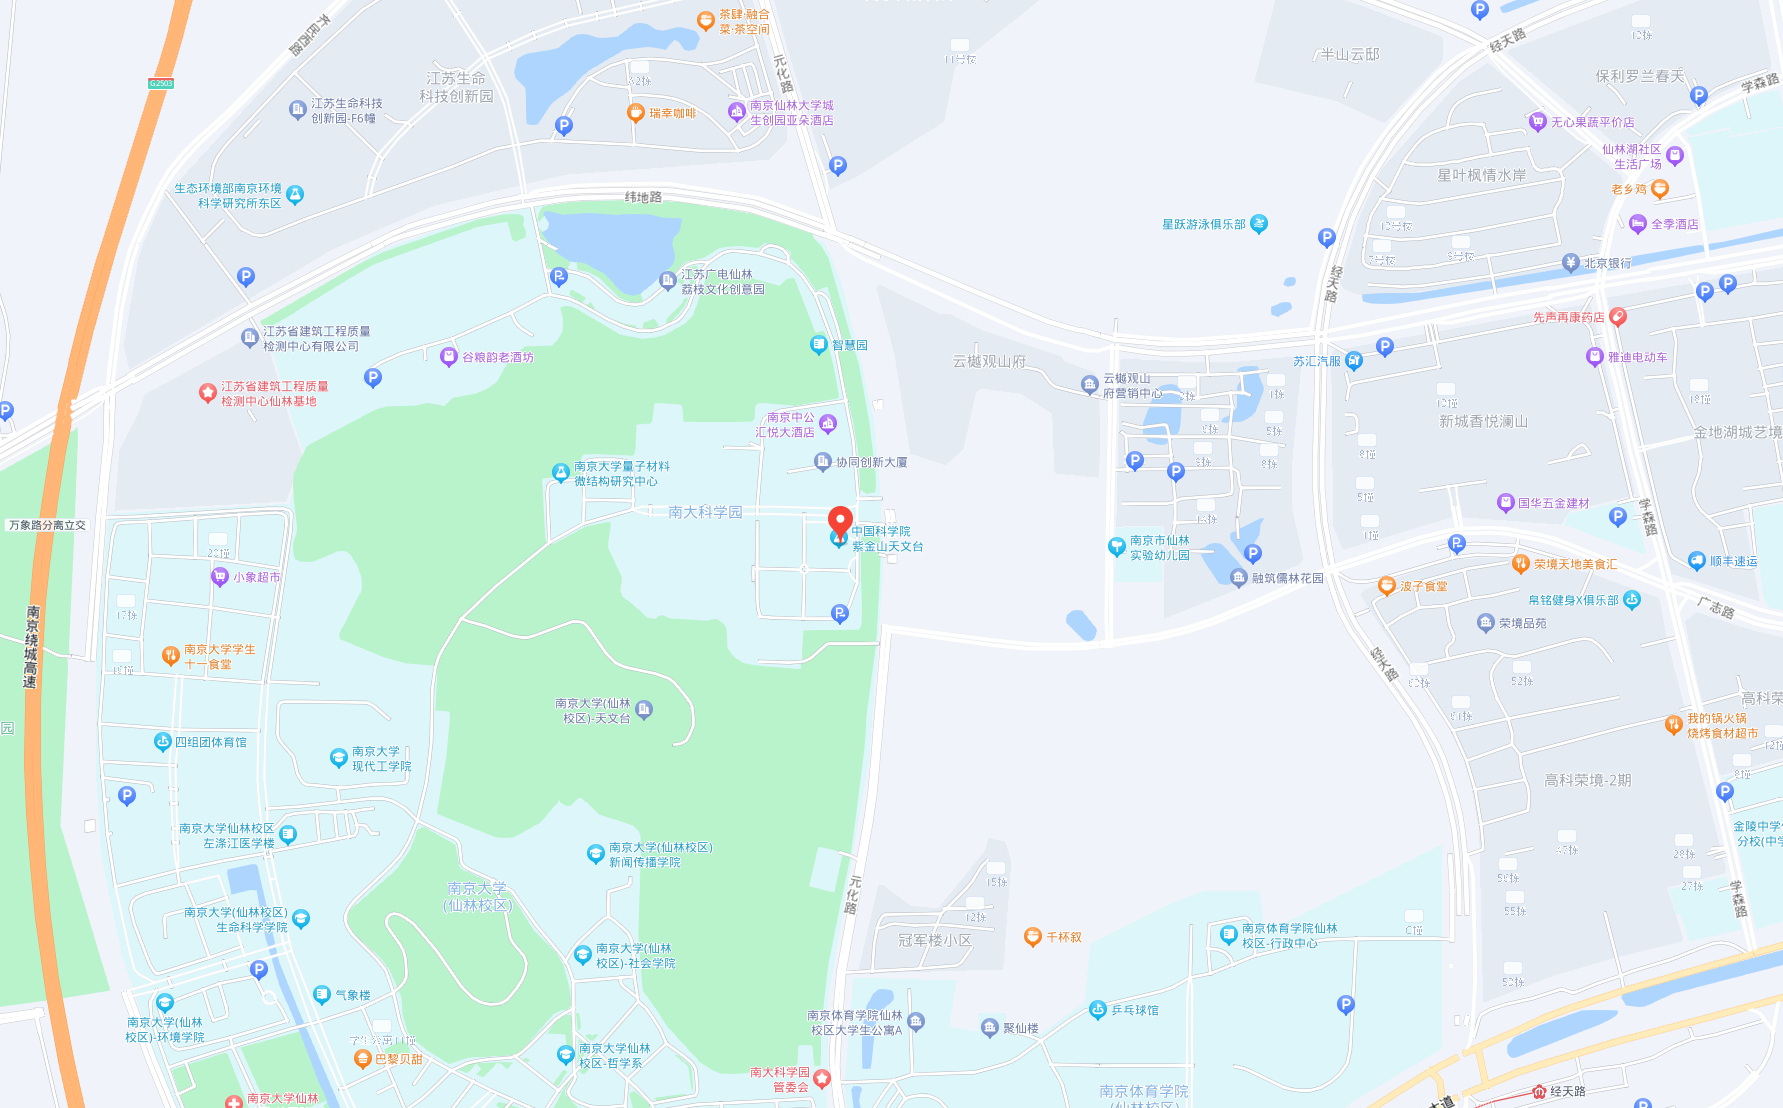 茶肆·融合
菜·茶空间
齐民西路
元化路
经天路
半山云邸
保利罗兰春天
学森路
G2503
江苏生命
科技创新园
江苏生命科技
创新园-F6幢
瑞幸咖啡
南京仙林大学城
生创园亚朵酒店
无心果蔬平价店
仙林湖社区
生活广场
星叶枫情水岸
老乡鸡
生态环境部南京环境
科学研究所东区
纬地路
星跃游泳俱乐部
全季酒店
北京银行
江苏广电仙林
荔枝文化创意园
经天路
先声再康药店
江苏省建筑工程质量
检测中心有限公司
谷粮韵老酒坊
智慧园
云樾观山府
苏汇汽服
雅迪电动车
江苏省建筑工程质量
检测中心仙林基地
云樾观山
府营销中心
南京中公
汇悦大酒店
新城香悦澜山
金地湖城艺境
协同创新大厦
南京大学量子材料
微结构研究中心
南大科学园
国华五金建材
学森路
万象路分离立交
中国科学院
紫金山天文台
南京市仙林
实验幼儿园
融筑儒林花园
荣境天地美食汇
顺丰速运
小象超市
波子食堂
帛铭健身X俱乐部
广志路
荣境品苑
南京绕城高速
南京大学学生
十一食堂
经天路
52栋
南京大学(仙林
校区)-天文台
高科荣
我的锅火锅
烧烤食材超市
园
四组团体育馆
南京大学
现代工学院
高科荣境-2期
南京大学仙林校区
左涤江医学楼
南京大学(仙林校区)
新闻传播学院
金陵中学
分校(中学
南京大学
(仙林校区)
元化路
15栋
12栋
55栋
学森路
南京大学(仙林校区)
生命科学学院
冠军楼小区
千杯叙
南京体育学院仙林
校区-行政中心
南京大学(仙林
校区)-社会学院
气象楼
南京大学(仙林
校区)-环境学院
南京体育学院仙林
校区大学生公寓A
聚仙楼
乒乓球馆
巴黎贝甜
南京大学仙林
校区-哲学系
南大科学园
管委会
南京体育学院
(仙林校区)
经天路
南京大学仙林
大道